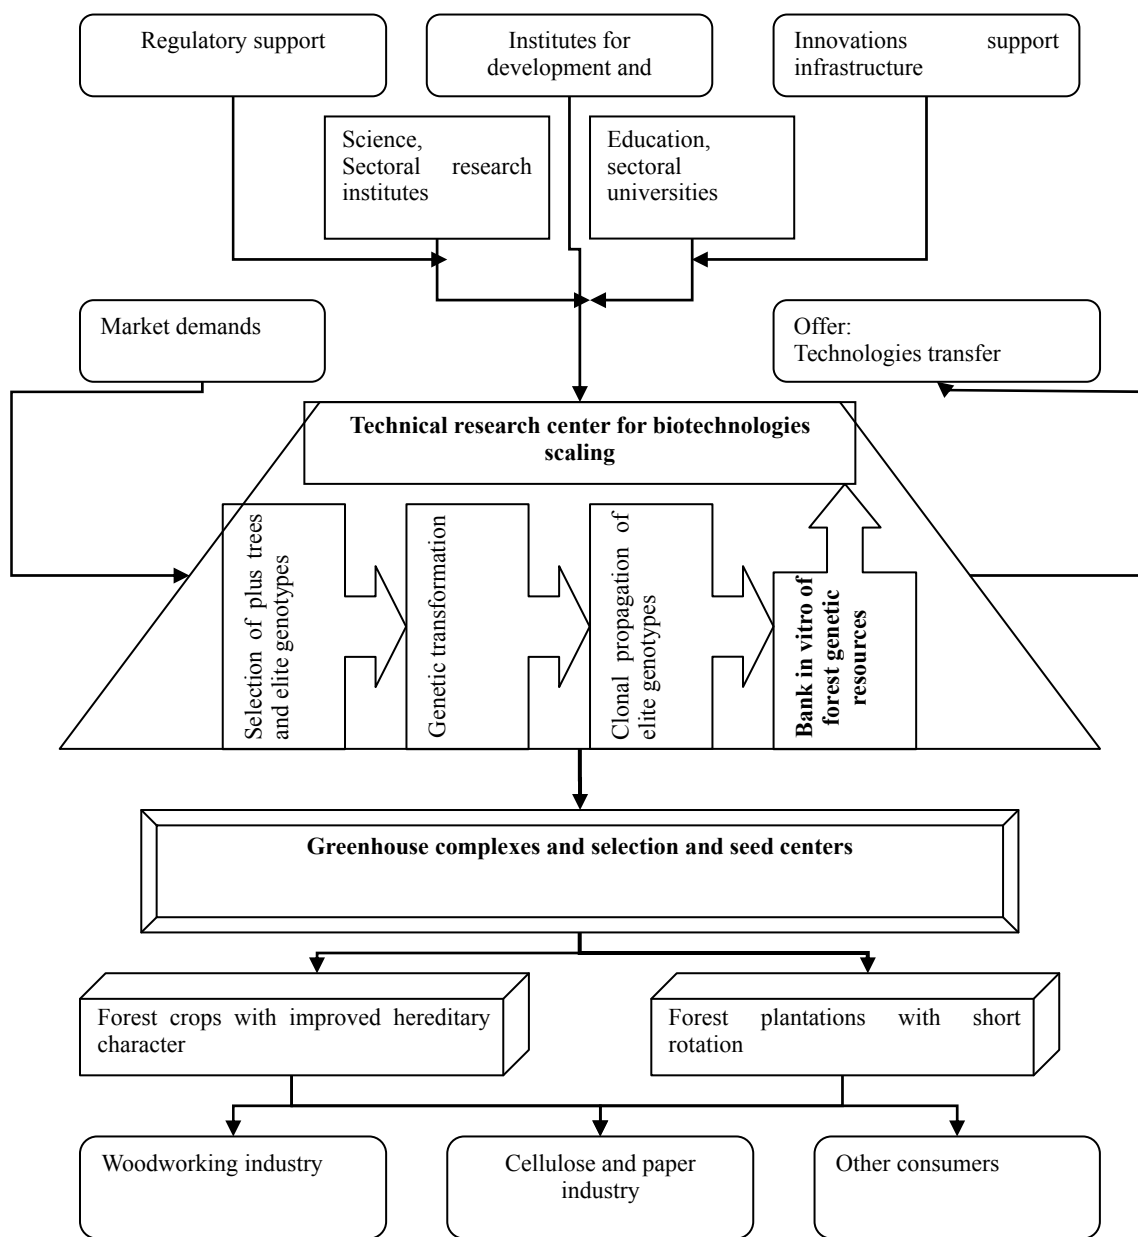 Regulatory support
Institutes for
development and
Innovations support
infrastructure
Science,
Sectoral research
institutes
Education,
sectoral
universities
Market demands
Offer:
Technologies transfer
Technical research center for biotechnologies
scaling
Selection of plus trees
and elite genotypes
Genetic transformation
Clonal propagation of
elite genotypes
Bank in vitro of
forest genetic
resources
Greenhouse complexes and selection and seed centers
Forest crops with improved hereditary
character
Forest plantations with short
rotation
Woodworking industry
Cellulose and paper
industry
Other consumers